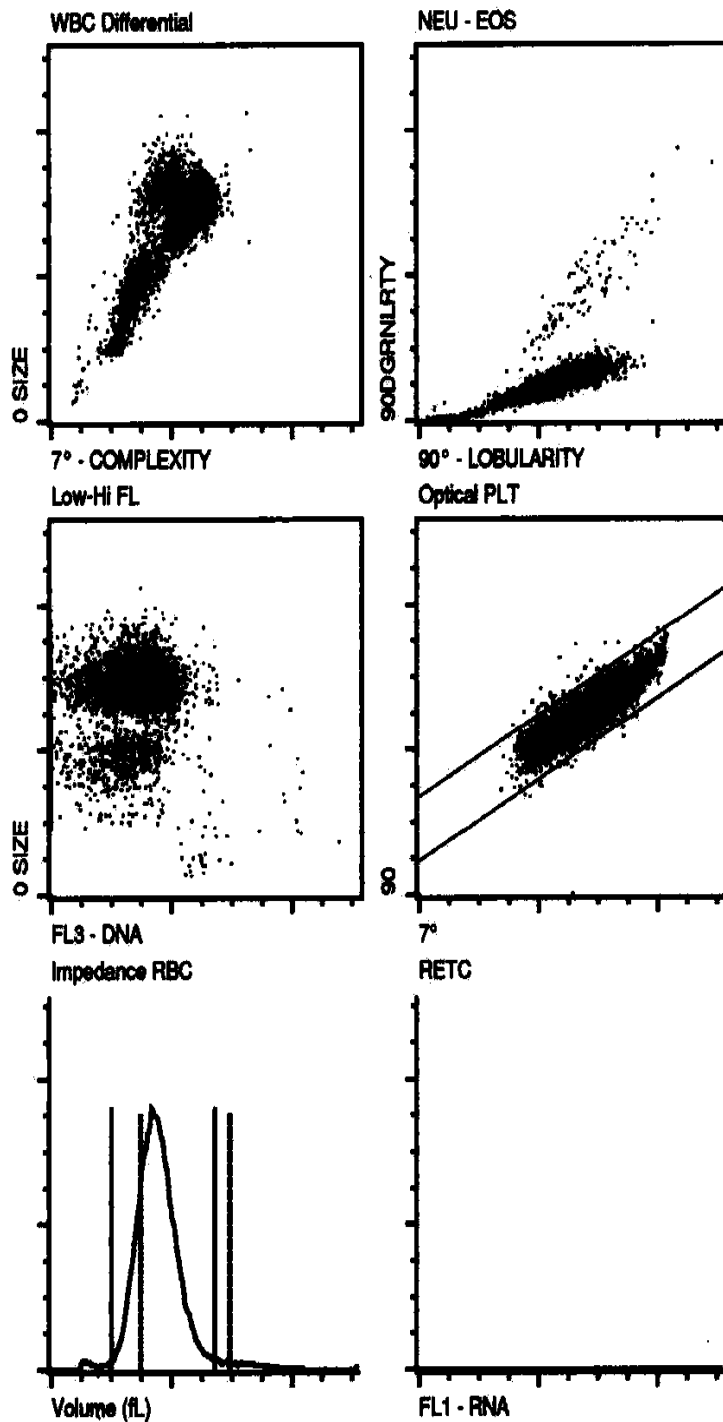 WBC Differential
NEU - EOS
0 SIZE
90DGRNLRTY
7° - COMPLEXITY
90° - LOBULARITY
Low-Hi FL
Optical PLT
0 SIZE
90
FL3 - DNA
7°
Impedance RBC
RETC
Volume (fL)
FL1 - RNA